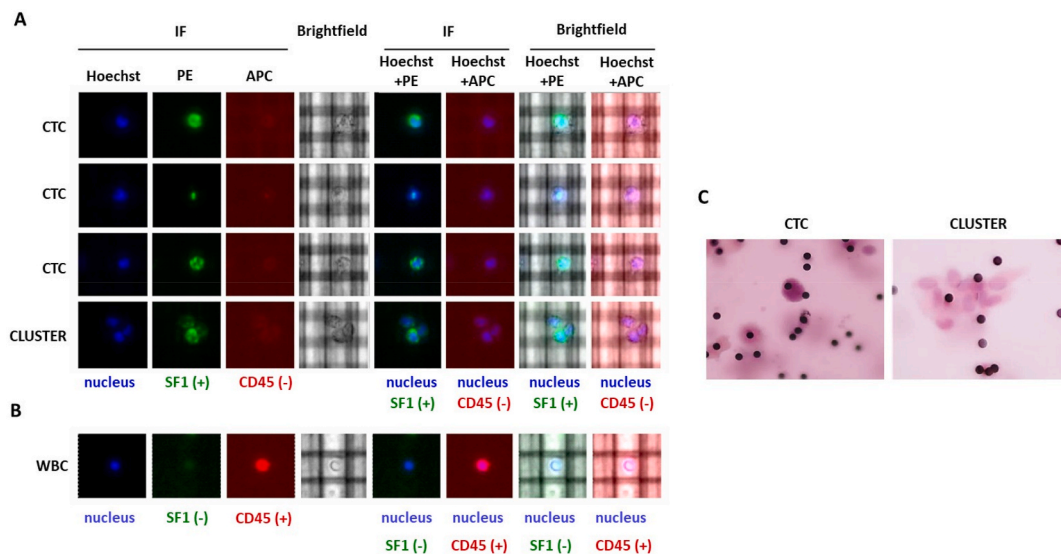 A
IF
Brightfield
IF
Brightfield
Hoechst
PE
APC
Hoechst
+PE
Hoechst
+APC
Hoechst
+PE
Hoechst
+APC
CTC
CTC
CTC
CLUSTER
nucleus
SF1 (+)
CD45 (-)
nucleus
SF1 (+)
nucleus
CD45 (-)
nucleus
SF1 (+)
nucleus
CD45 (-)
B
WBC
nucleus
SF1 (-)
CD45 (+)
nucleus
SF1 (-)
nucleus
CD45 (+)
nucleus
SF1 (-)
nucleus
CD45 (+)
C
CTC
CLUSTER